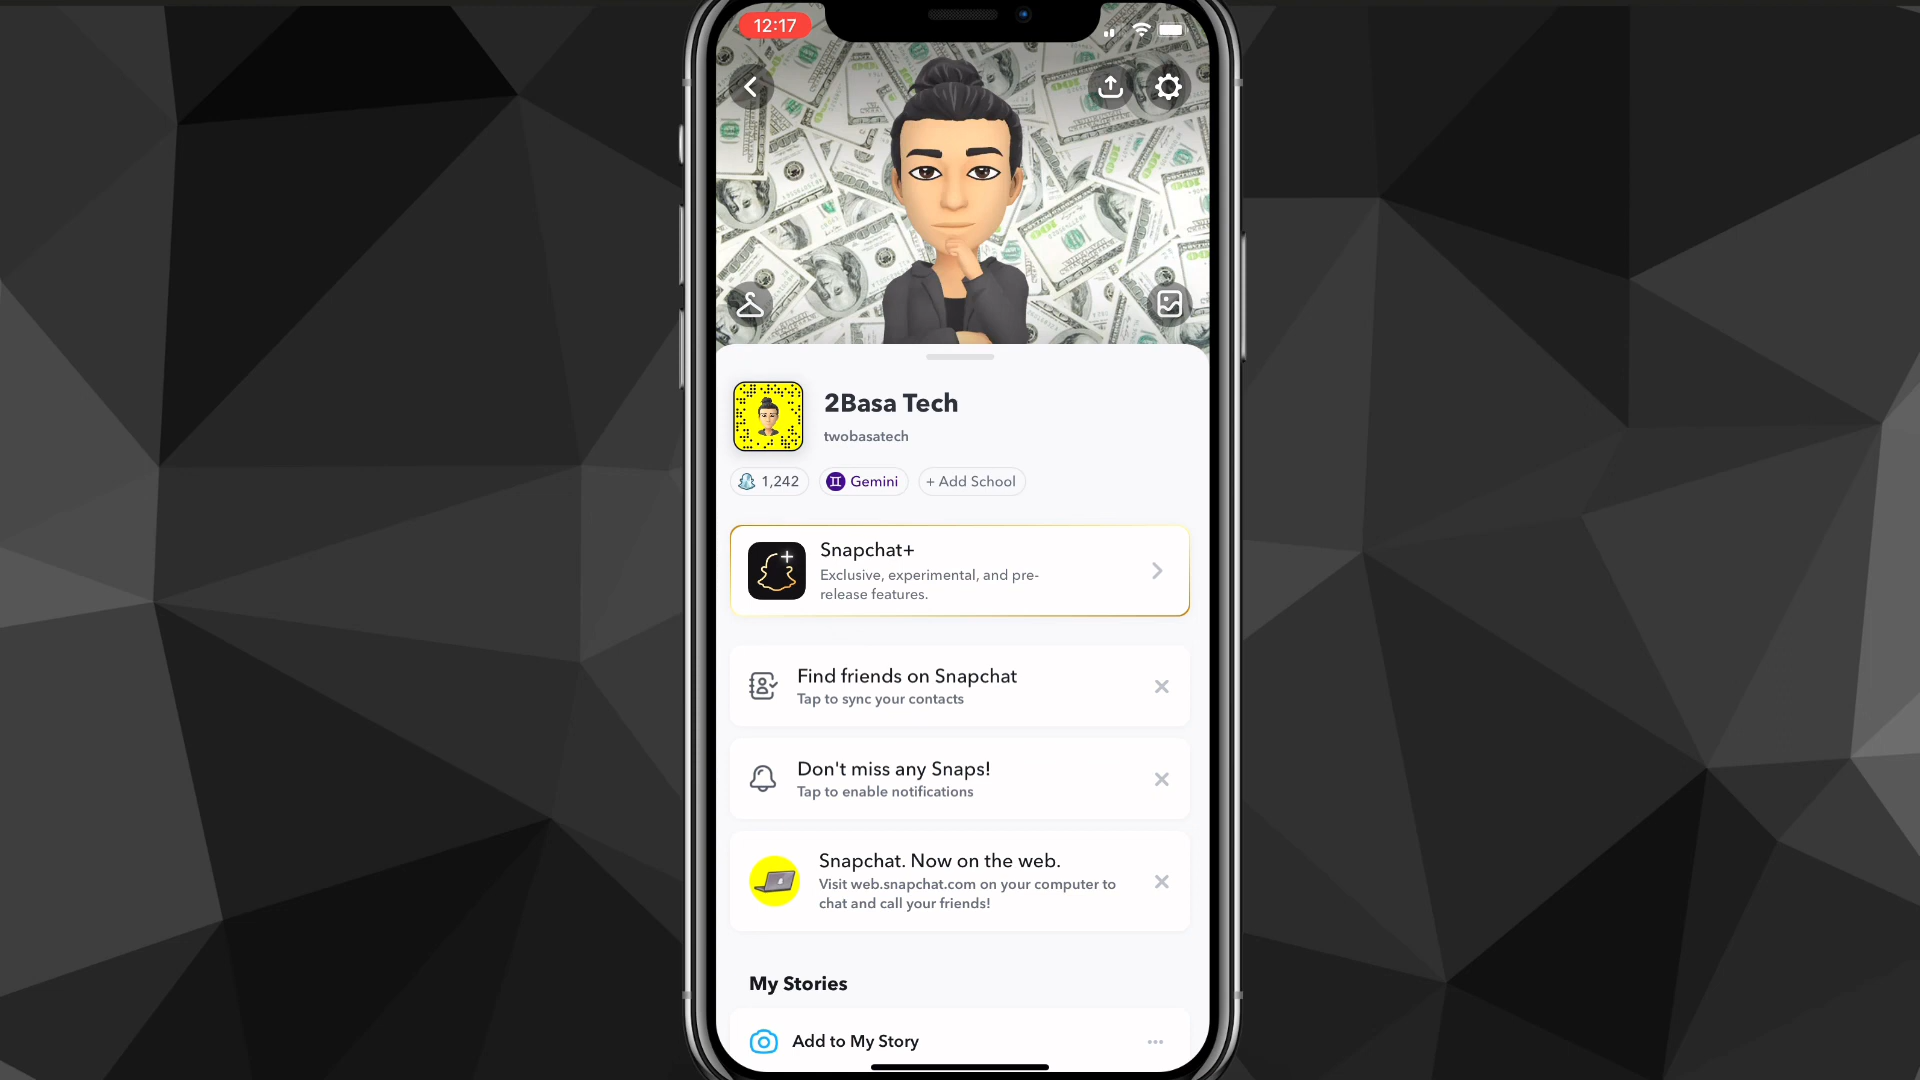 12:17
2Basa Tech
twobasatech
1,242
Gemini
+ Add School
Snapchat+
Exclusive, experimental, and pre-
release features.
Find friends on Snapchat
Tap to sync your contacts
Don't miss any Snaps!
Tap to enable notifications
Snapchat. Now on the web.
Visit web.snapchat.com on your computer to
chat and call your friends!
My Stories
Add to My Story